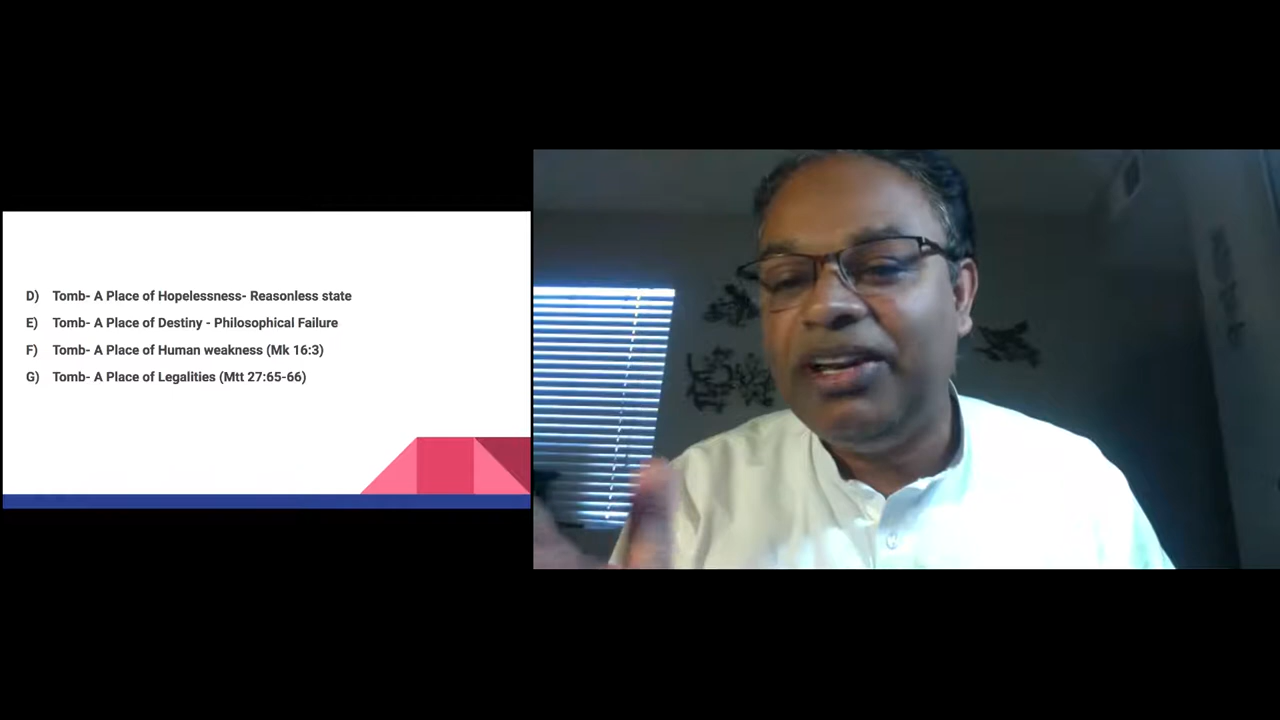 D) Tomb- A Place of Hopelessness- Reasonless state
E) Tomb- A Place of Destiny - Philosophical Failure
F) Tomb- A Place of Human weakness (Mk 16:3)
G) Tomb- A Place of Legalities (Mtt 27:65-66)